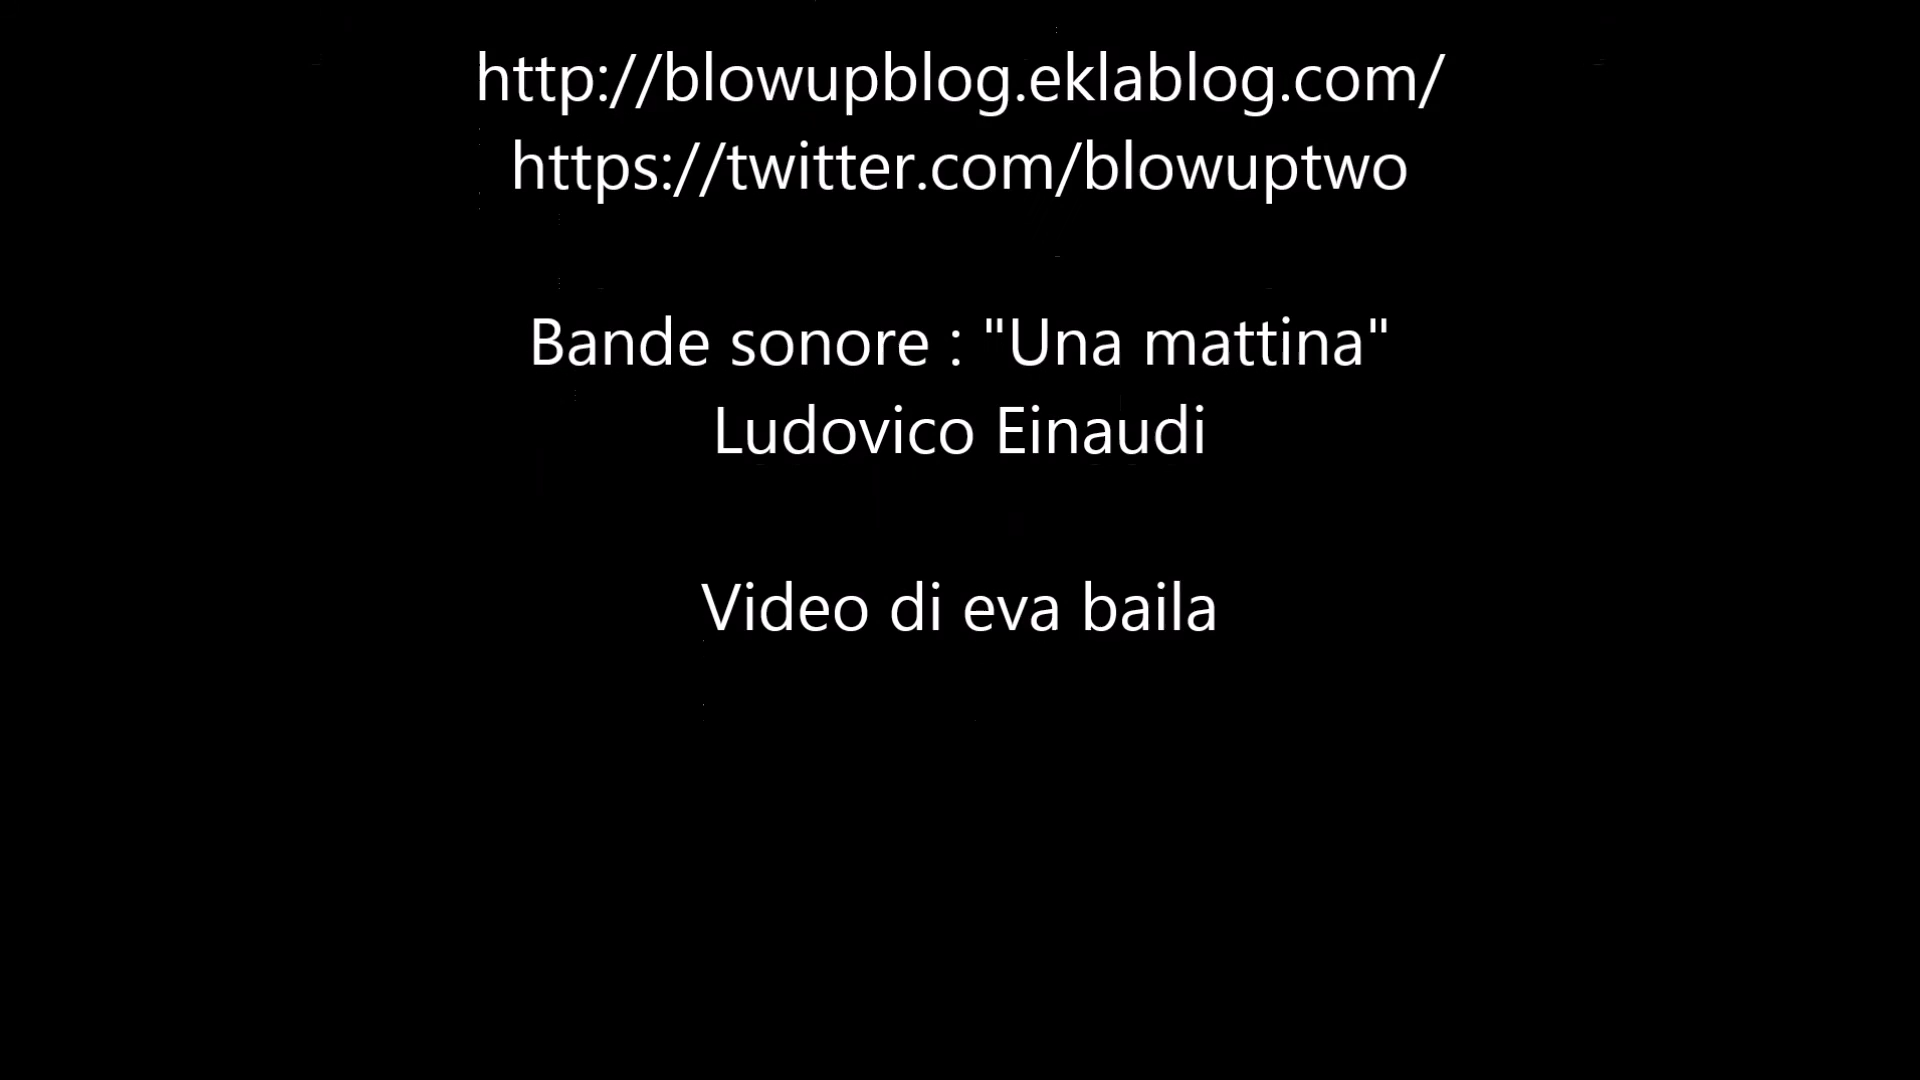 http://blowupblog.eklablog.com/
https://twitter.com/blowuptwo
Bande sonore : "Una mattina"
Ludovico Einaudi
Video di eva baila